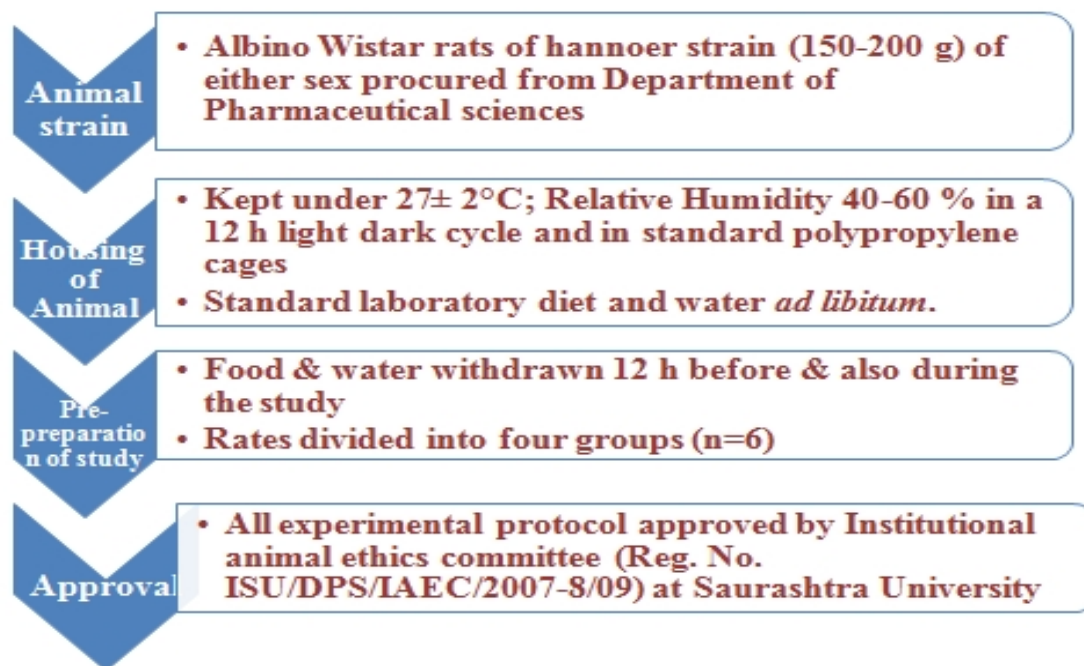 Animal
strain
• Albino Wistar rats of hannoer strain (150-200 g) of
either sex procured from Department of
Pharmaceutical sciences
Housing
of
Animal
• Kept under 27± 2°C; Relative Humidity 40-60 % in a
12 h light dark cycle and in standard polypropylene
cages
• Standard laboratory diet and water ad libitum.
Pre-
preparatio
n of study
• Food & water withdrawn 12 h before & also during
the study
• Rates divided into four groups (n=6)
Approval
• All experimental protocol approved by Institutional
animal ethics committee (Reg. No.
ISU/DPS/IAEC/2007-8/09) at Saurashtra University